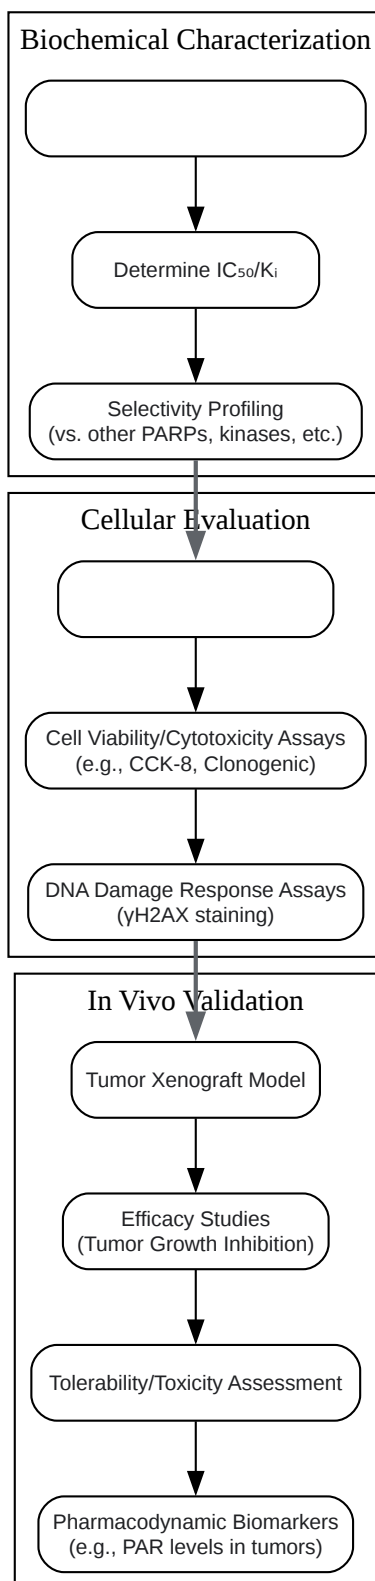 Biochemical Characterization
Determine IC₅₀/Kᵢ
Selectivity Profiling
(vs. other PARPs, kinases, etc.)
Cellular Evaluation
Cell Viability/Cytotoxicity Assays
(e.g., CCK-8, Clonogenic)
DNA Damage Response Assays
(γH2AX staining)
In Vivo Validation
Tumor Xenograft Model
Efficacy Studies
(Tumor Growth Inhibition)
Tolerability/Toxicity Assessment
Pharmacodynamic Biomarkers
(e.g., PAR levels in tumors)